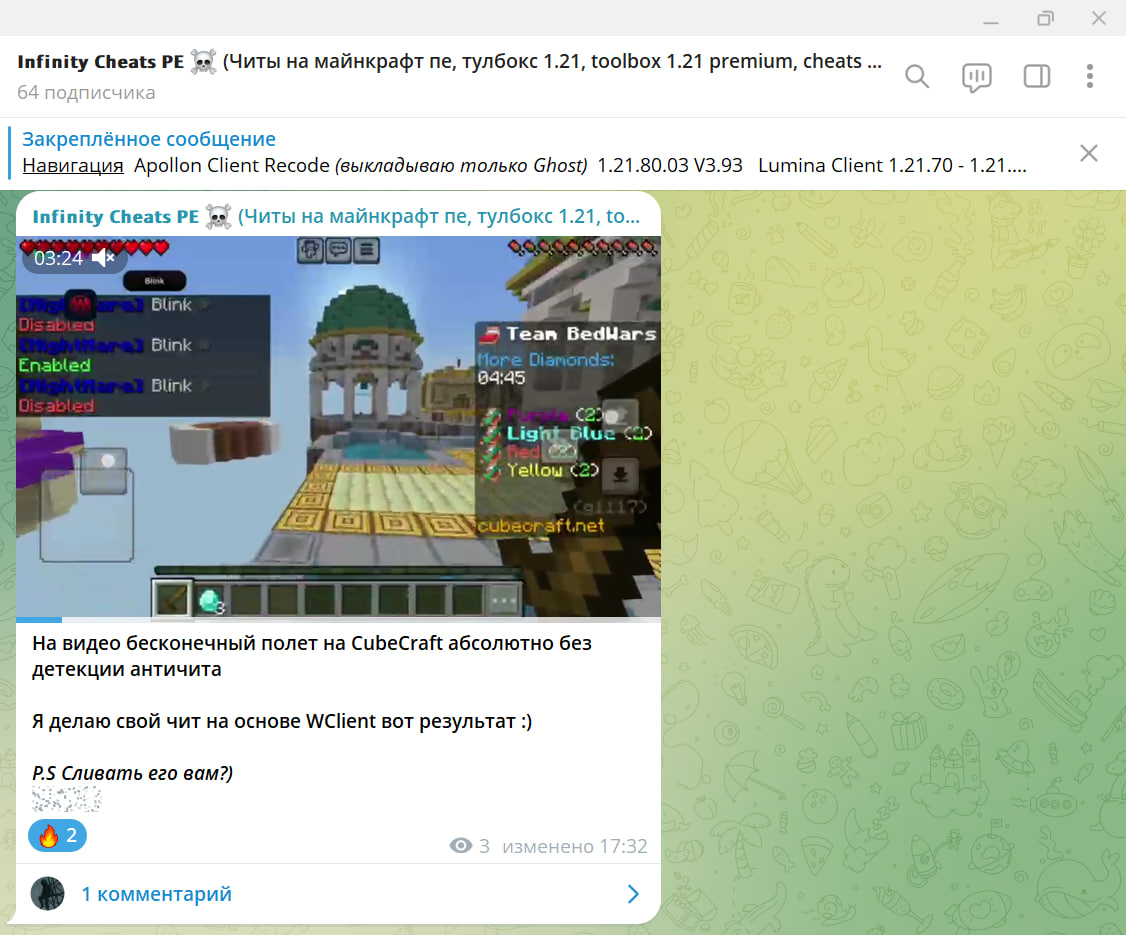 Infinity Cheats PE ☠️ (Читы на майнкрафт пе, тулбокс 1.21, toolbox 1.21 premium, cheats ...
64 подписчика
Закреплённое сообщение
Навигация Apollon Client Recode (выкладываю только Ghost) 1.21.80.03 V3.93 Lumina Client 1.21.70 - 1.21....
Infinity Cheats PE ☠️ (Читы на майнкрафт пе, тулбокс 1.21, to...
03:24
Blink
Blink
Disabled
Blink
Enabled
Blink
Disabled
Team BedWars
More Diamonds:
04:45
Purple (2)
Light Blue (2)
Red (2)
Yellow (2)
cubecraft.net
3
На видео бесконечный полет на CubeCraft абсолютно без
детекции античита
Я делаю свой чит на основе WClient вот результат :)
P.S Сливать его вам?)
🔥 2
3 изменено 17:32
1 комментарий